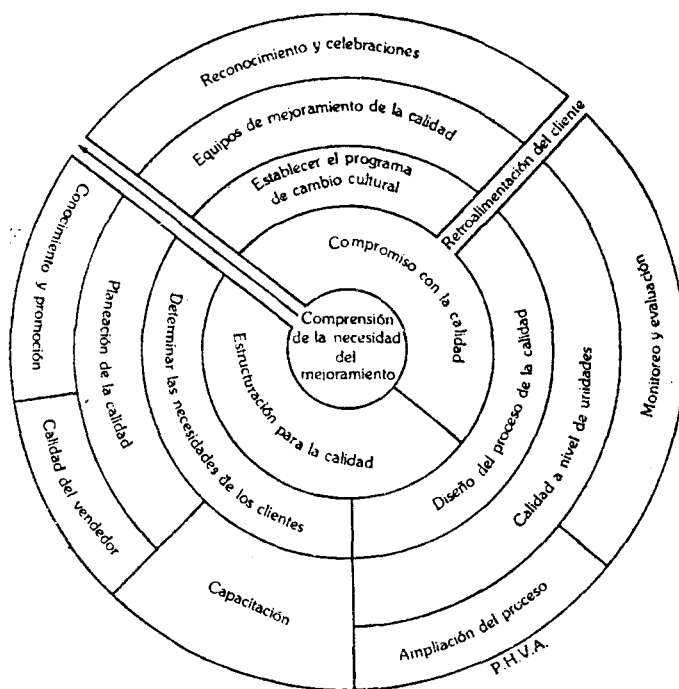 Reconocimiento y celebraciones
Equipos de mejoramiento de la calidad
Establecer el programa
de cambio cultural
Retroalimentación del cliente
Compromiso con la calidad
Comprensión
de la necesidad
del
mejoramiento
Estructuración para la calidad
Determinar las necesidades de los clientes
Planeación de la calidad
Conocimiento y promoción
Calidad del vendedor
Capacitación
Diseño del proceso de la calidad
Calidad a nivel de unidades
Monitoreo y evaluación
Ampliación del proceso
P.H.V.A.